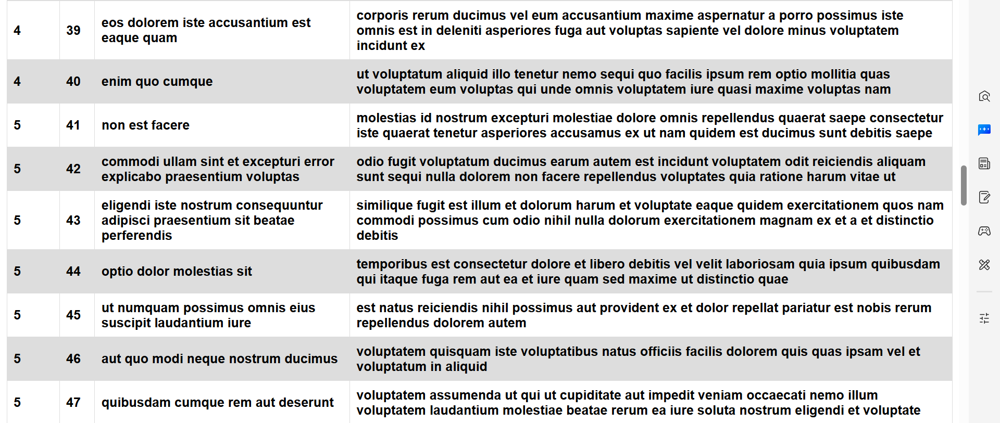 4 39 eos dolorem iste accusantium est eaque quam corporis rerum ducimus vel eum accusantium maxime aspernatur a porro possimus iste omnis est in deleniti asperiores fuga aut voluptas sapiente vel dolore minus voluptatem incidunt ex
4 40 enim quo cumque ut voluptatum aliquid illo tenetur nemo sequi quo facilis ipsum rem optio mollitia quas voluptatem eum voluptas qui unde omnis voluptatem iure quasi maxime voluptas nam
5 41 non est facere molestias id nostrum excepturi molestiae dolore omnis repellendus quaerat saepe consectetur iste quaerat tenetur asperiores accusamus ex ut nam quidem est ducimus sunt debitis saepe
5 42 commodi ullam sint et excepturi error explicabo praesentium voluptas odio fugit voluptatum ducimus earum autem est incidunt voluptatem odit reiciendis aliquam sunt sequi nulla dolorem non facere repellendus voluptates quia ratione harum vitae ut
5 43 eligendi iste nostrum consequuntur adipisci praesentium sit beatae perferendis similique fugit est illum et dolorum harum et voluptate eaque quidem exercitationem quos nam commodi possimus cum odio nihil nulla dolorum exercitationem magnam ex et a et distinctio debitis
5 44 optio dolor molestias sit temporibus est consectetur dolore et libero debitis vel velit laboriosam quia ipsum quibusdam qui itaque fuga rem aut ea et iure quam sed maxime ut distinctio quae
5 45 ut numquam possimus omnis eius suscipit laudantium iure est natus reiciendis nihil possimus aut provident ex et dolor repellat pariatur est nobis rerum repellendus dolorem autem
5 46 aut quo modi neque nostrum ducimus voluptatem quisquam iste voluptatibus natus officiis facilis dolorem quis quas ipsam vel et voluptatum in aliquid
5 47 quibusdam cumque rem aut deserunt voluptatem assumenda ut qui ut cupiditate aut impedit veniam occaecati nemo illum voluptatem laudantium molestiae beatae rerum ea iure soluta nostrum eligendi et voluptate